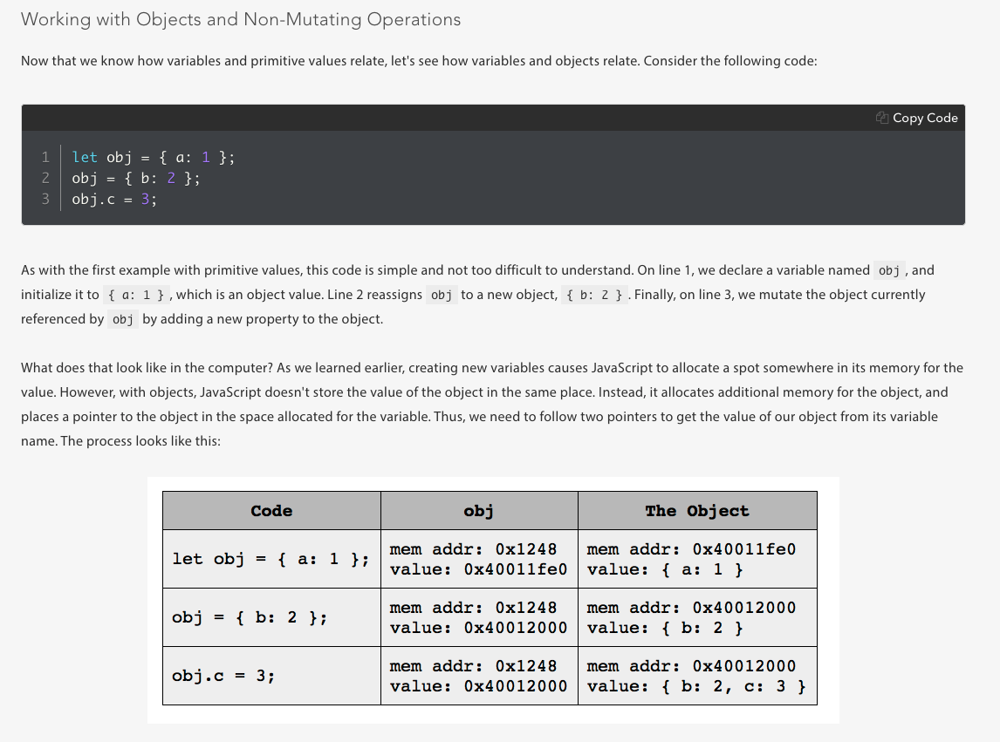 Working with Objects and Non-Mutating Operations
Now that we know how variables and primitive values relate, let's see how variables and objects relate. Consider the following code:
Copy Code
1 let obj = { a: 1 };
2 obj = { b: 2 };
3 obj.c = 3;
As with the first example with primitive values, this code is simple and not too difficult to understand. On line 1, we declare a variable named obj , and
initialize it to { a: 1 } , which is an object value. Line 2 reassigns obj to a new object, { b: 2 } . Finally, on line 3, we mutate the object currently
referenced by obj by adding a new property to the object.
What does that look like in the computer? As we learned earlier, creating new variables causes JavaScript to allocate a spot somewhere in its memory for the
value. However, with objects, JavaScript doesn't store the value of the object in the same place. Instead, it allocates additional memory for the object, and
places a pointer to the object in the space allocated for the variable. Thus, we need to follow two pointers to get the value of our object from its variable
name. The process looks like this:
Code obj The Object
let obj = { a: 1 }; mem addr: 0x1248 mem addr: 0x40011fe0
value: 0x40011fe0 value: { a: 1 }
obj = { b: 2 }; mem addr: 0x1248 mem addr: 0x40012000
value: 0x40012000 value: { b: 2 }
obj.c = 3; mem addr: 0x1248 mem addr: 0x40012000
value: 0x40012000 value: { b: 2, c: 3 }